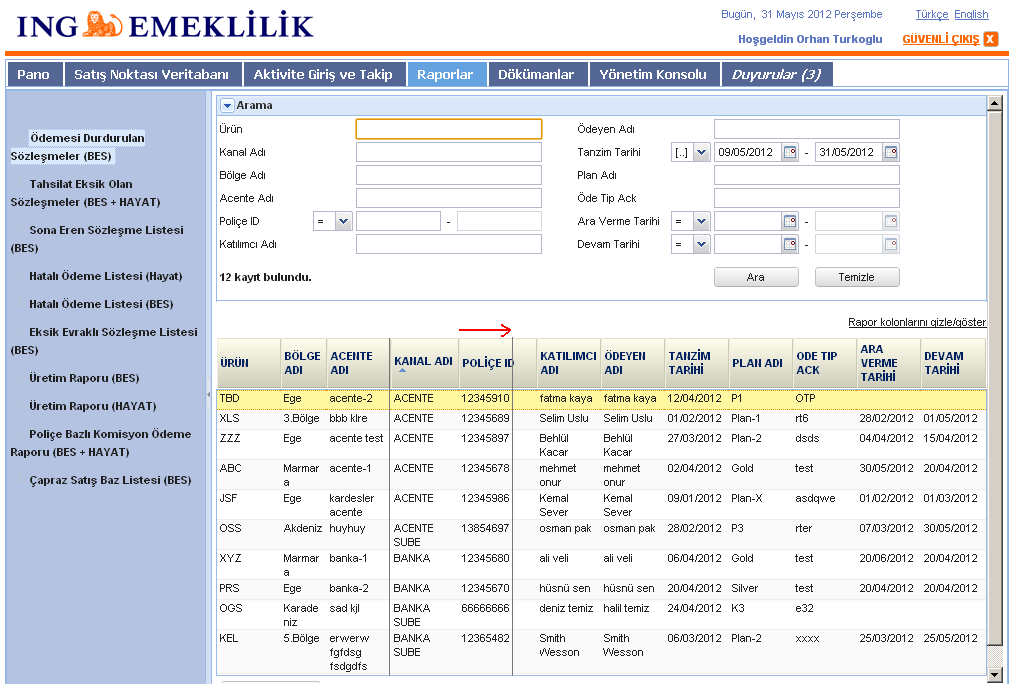 ING EMEKLİLİK
Bugün, 31 Mayıs 2012 Perşembe Türkçe English
Hoşgeldin Orhan Turkoglu GÜVENLİ ÇIKIŞ X
Pano Satış Noktası Veritabanı Aktivite Giriş ve Takip Raporlar Dökümanlar Yönetim Konsolu Duyurular (3)
Ödemesi Durdurulan
Sözleşmeler (BES)
Tahsilat Eksik Olan
Sözleşmeler (BES + HAYAT)
Sona Eren Sözleşme Listesi
(BES)
Hatalı Ödeme Listesi (Hayat)
Hatalı Ödeme Listesi (BES)
Eksik Evraklı Sözleşme Listesi
(BES)
Üretim Raporu (BES)
Üretim Raporu (HAYAT)
Poliçe Bazlı Komisyon Ödeme
Raporu (BES + HAYAT)
Çapraz Satış Baz Listesi (BES)
Arama
Ürün Ödeyen Adı
Kanal Adı Tanzim Tarihi [..] 09/05/2012 - 31/05/2012
Bölge Adı Plan Adı
Acente Adı Öde Tip Ack
Poliçe ID = - Ara Verme Tarihi = -
Katılımcı Adı Devam Tarihi = -
12 kayıt bulundu. Ara Temizle
Rapor kolonlarını gizle/göster
ÜRÜN BÖLGE ADI ACENTE ADI KANAL ADI POLİÇE ID KATILIMCI ADI ÖDEYEN ADI TANZİM TARİHİ PLAN ADI ODE TIP ACK ARA VERME TARİHİ DEVAM TARİHİ
TBD Ege acente-2 ACENTE 12345910 fatma kaya fatma kaya 12/04/2012 P1 OTP
XLS 3.Bölge bbb klre ACENTE 12345689 Selim Uslu Selim Uslu 01/02/2012 Plan-1 rt6 28/02/2012 01/05/2012
ZZZ Ege acente test ACENTE 12345897 Behlül Behlül 27/03/2012 Plan-2 dsds 04/04/2012 15/04/2012
Kacar Kacar
ABC Marmar acente-1 ACENTE 12345678 mehmet mehmet 02/04/2012 Gold test 30/05/2012 20/04/2012
a onur onur
JSF Ege kardesler ACENTE 12345986 Kemal Kemal 09/01/2012 Plan-X asdqwe 01/02/2012 01/03/2012
acente Sever Sever
OSS Akdeniz huyhuy ACENTE 13854697 osman pak osman pak 28/02/2012 P3 rter 07/03/2012 30/05/2012
SUBE
XYZ Marmar banka-1 BANKA 12345680 ali veli ali veli 06/04/2012 Gold test 20/06/2012 20/04/2012
a
PRS Ege banka-2 BANKA 12345670 hüsnü sen hüsnü sen 20/04/2012 Silver test 20/04/2012 20/04/2012
OGS Karade sad kjl BANKA 66666666 deniz temiz halil temiz 24/04/2012 K3 e32
niz SUBE
KEL 5.Bölge erwerw BANKA 12365482 Smith Smith 06/03/2012 Plan-2 xxxx 25/03/2012 25/05/2012
fgfdsg SUBE Wesson Wesson
fsdgdfs